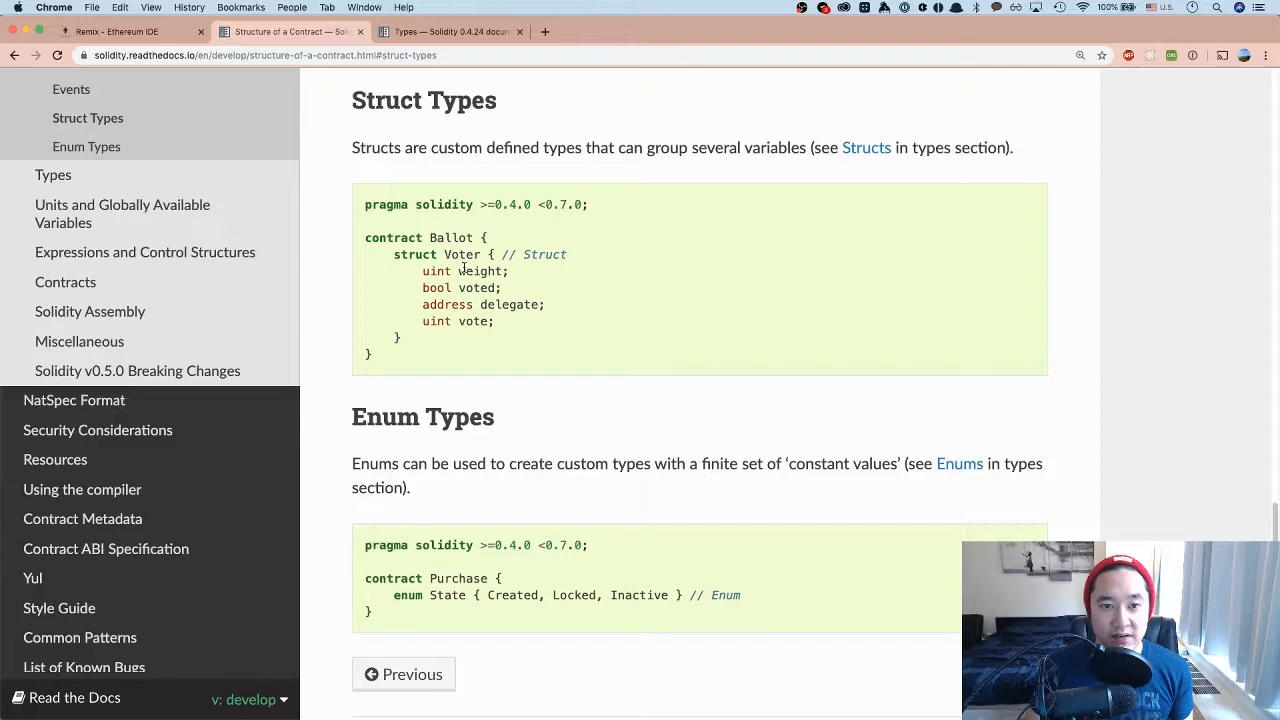 Chrome File Edit View History Bookmarks People Tab Window Help 100% U.S.
Remix - Ethereum IDE × Structure of a Contract — Soli × Types — Solidity 0.4.24 docum × +
solidity.readthedocs.io/en/develop/structure-of-a-contract.html#struct-types
Events
Struct Types
Enum Types
Types
Units and Globally Available
Variables
Expressions and Control Structures
Contracts
Solidity Assembly
Miscellaneous
Solidity v0.5.0 Breaking Changes
NatSpec Format
Security Considerations
Resources
Using the compiler
Contract Metadata
Contract ABI Specification
Yul
Style Guide
Common Patterns
List of Known Bugs
Read the Docs v: develop
Struct Types
Structs are custom defined types that can group several variables (see Structs in types section).
pragma solidity >=0.4.0 <0.7.0;
contract Ballot {
struct Voter { // Struct
uint weight;
bool voted;
address delegate;
uint vote;
}
}
Enum Types
Enums can be used to create custom types with a finite set of ‘constant values’ (see Enums in types
section).
pragma solidity >=0.4.0 <0.7.0;
contract Purchase {
enum State { Created, Locked, Inactive } // Enum
}
Previous